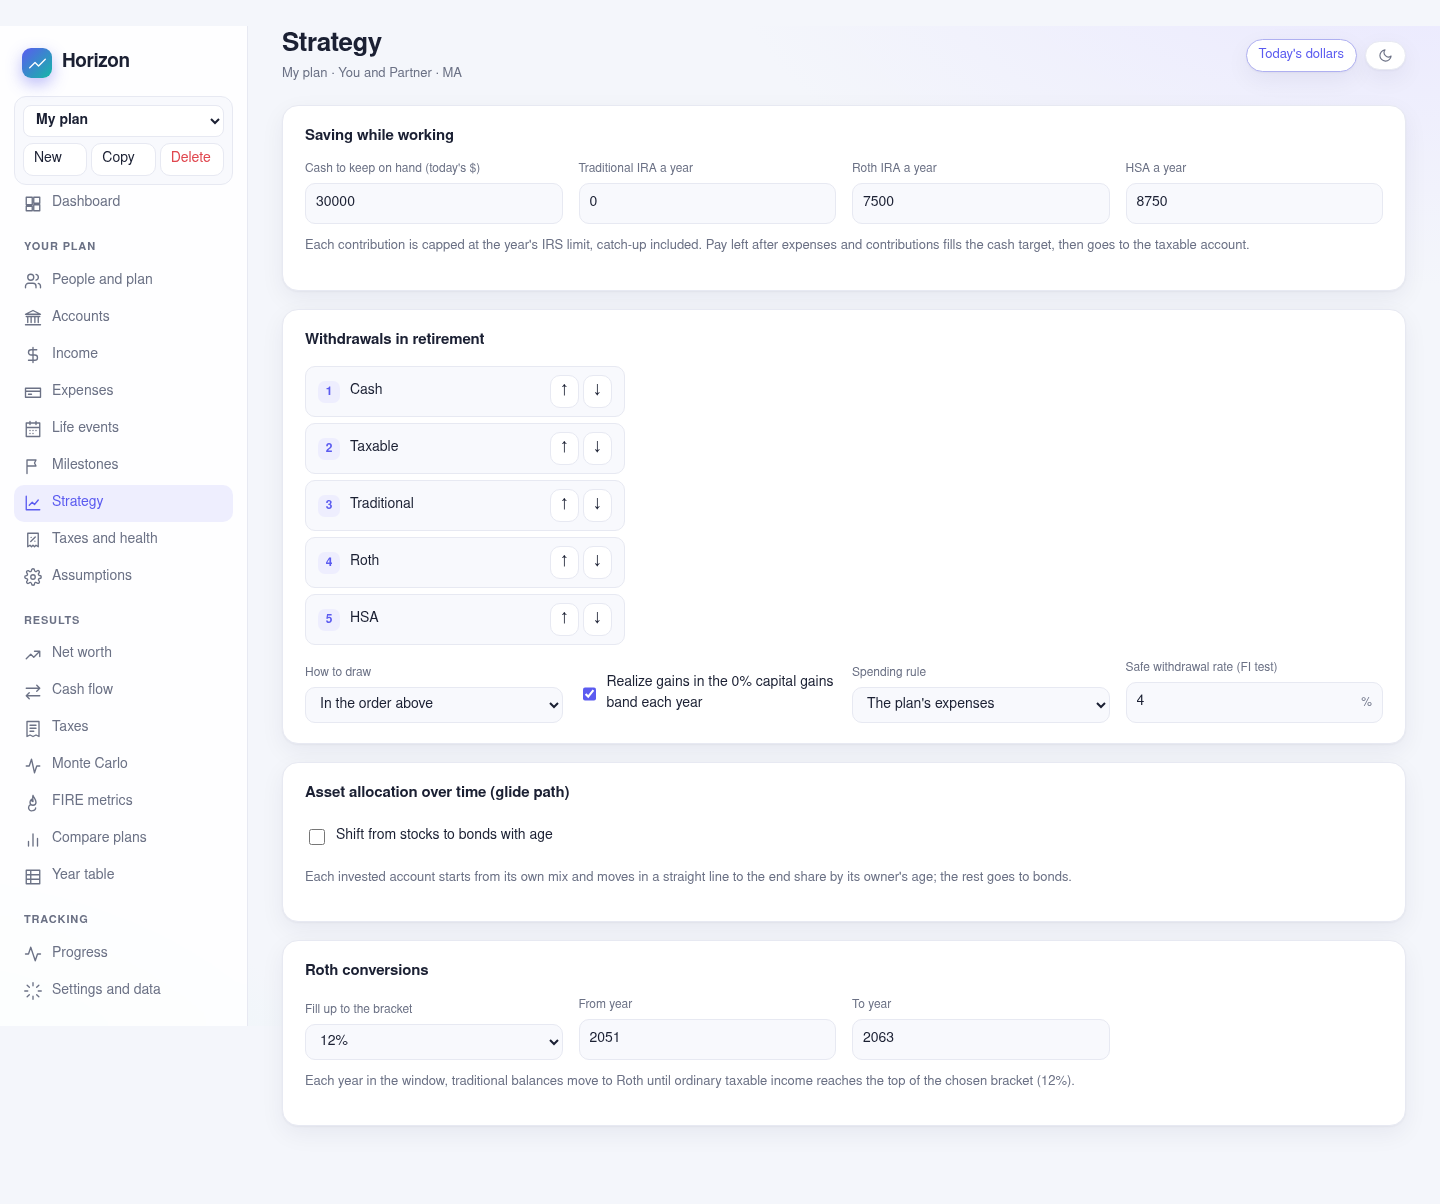 Horizon
My plan
New
Copy
Delete
Dashboard
YOUR PLAN
People and plan
Accounts
Income
Expenses
Life events
Milestones
Strategy
Taxes and health
Assumptions
RESULTS
Net worth
Cash flow
Taxes
Monte Carlo
FIRE metrics
Compare plans
Year table
TRACKING
Progress
Settings and data
Strategy
My plan · You and Partner · MA
Today's dollars
Saving while working
Cash to keep on hand (today's $)
30000
Traditional IRA a year
0
Roth IRA a year
7500
HSA a year
8750
Each contribution is capped at the year's IRS limit, catch-up included. Pay left after expenses and contributions fills the cash target, then goes to the taxable account.
Withdrawals in retirement
1 Cash ↑ ↓
2 Taxable ↑ ↓
3 Traditional ↑ ↓
4 Roth ↑ ↓
5 HSA ↑ ↓
How to draw
In the order above
Realize gains in the 0% capital gains
band each year
Spending rule
The plan's expenses
Safe withdrawal rate (FI test)
4 %
Asset allocation over time (glide path)
Shift from stocks to bonds with age
Each invested account starts from its own mix and moves in a straight line to the end share by its owner's age; the rest goes to bonds.
Roth conversions
Fill up to the bracket
12%
From year
2051
To year
2063
Each year in the window, traditional balances move to Roth until ordinary taxable income reaches the top of the chosen bracket (12%).